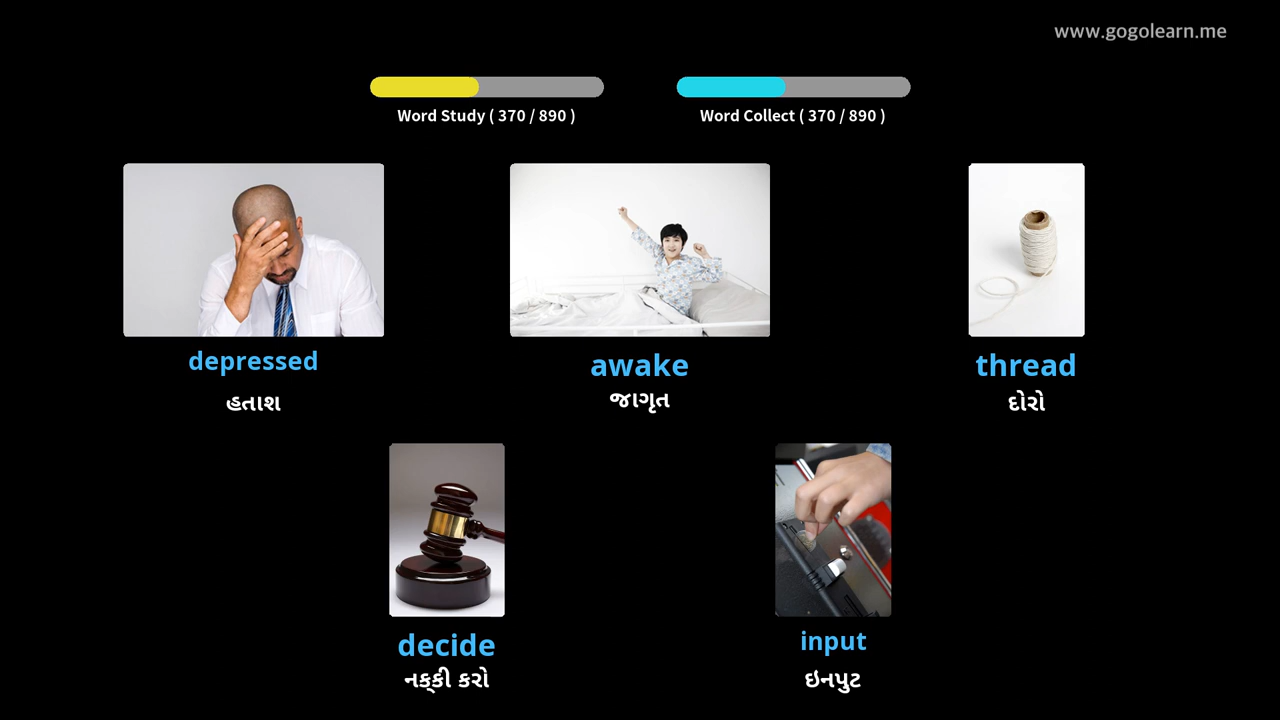 www.gogolearn.me
Word Study ( 370 / 890 )
Word Collect ( 370 / 890 )
depressed
હતાશ
awake
જાગૃત
thread
દોરો
decide
નક્કી કરો
input
ઇનપુટ